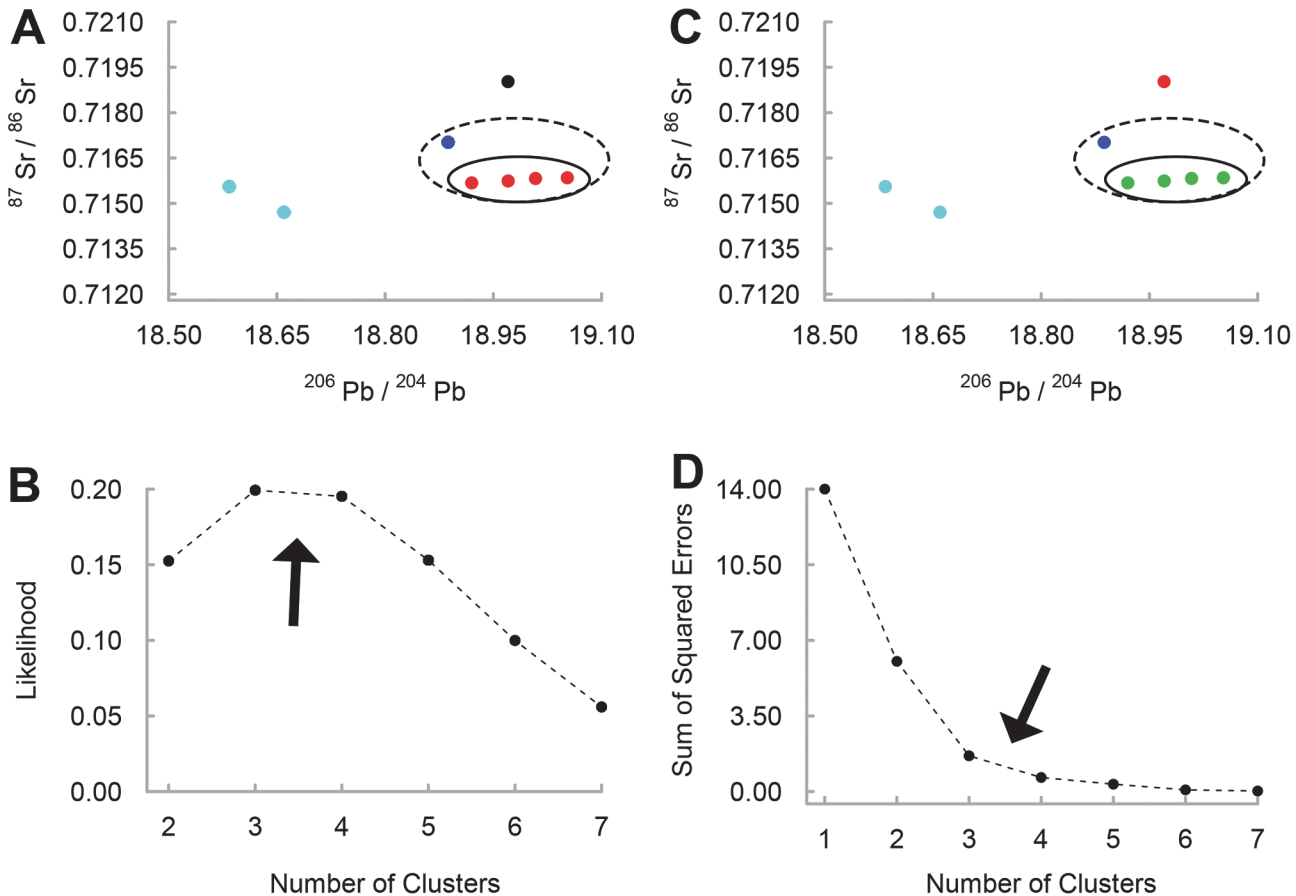 A
0.7210
0.7195
0.7180
0.7165
0.7150
0.7135
0.7120
87 Sr / 86 Sr
18.50 18.65 18.80 18.95 19.10
206 Pb / 204 Pb
C
0.7210
0.7195
0.7180
0.7165
0.7150
0.7135
0.7120
87 Sr / 86 Sr
18.50 18.65 18.80 18.95 19.10
206 Pb / 204 Pb
B
0.20
0.15
0.10
0.05
0.00
Likelihood
2 3 4 5 6 7
Number of Clusters
D
14.00
10.50
7.00
3.50
0.00
Sum of Squared Errors
1 2 3 4 5 6 7
Number of Clusters